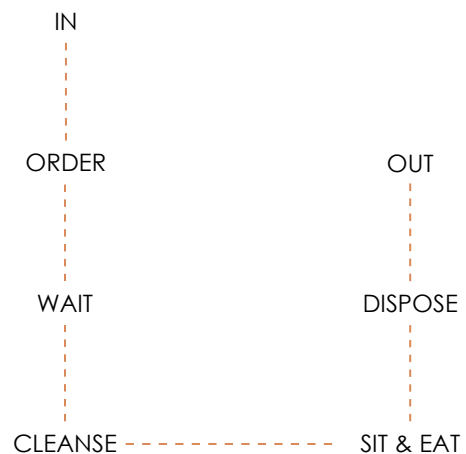 IN
ORDER
OUT
WAIT
DISPOSE
CLEANSE
SIT & EAT